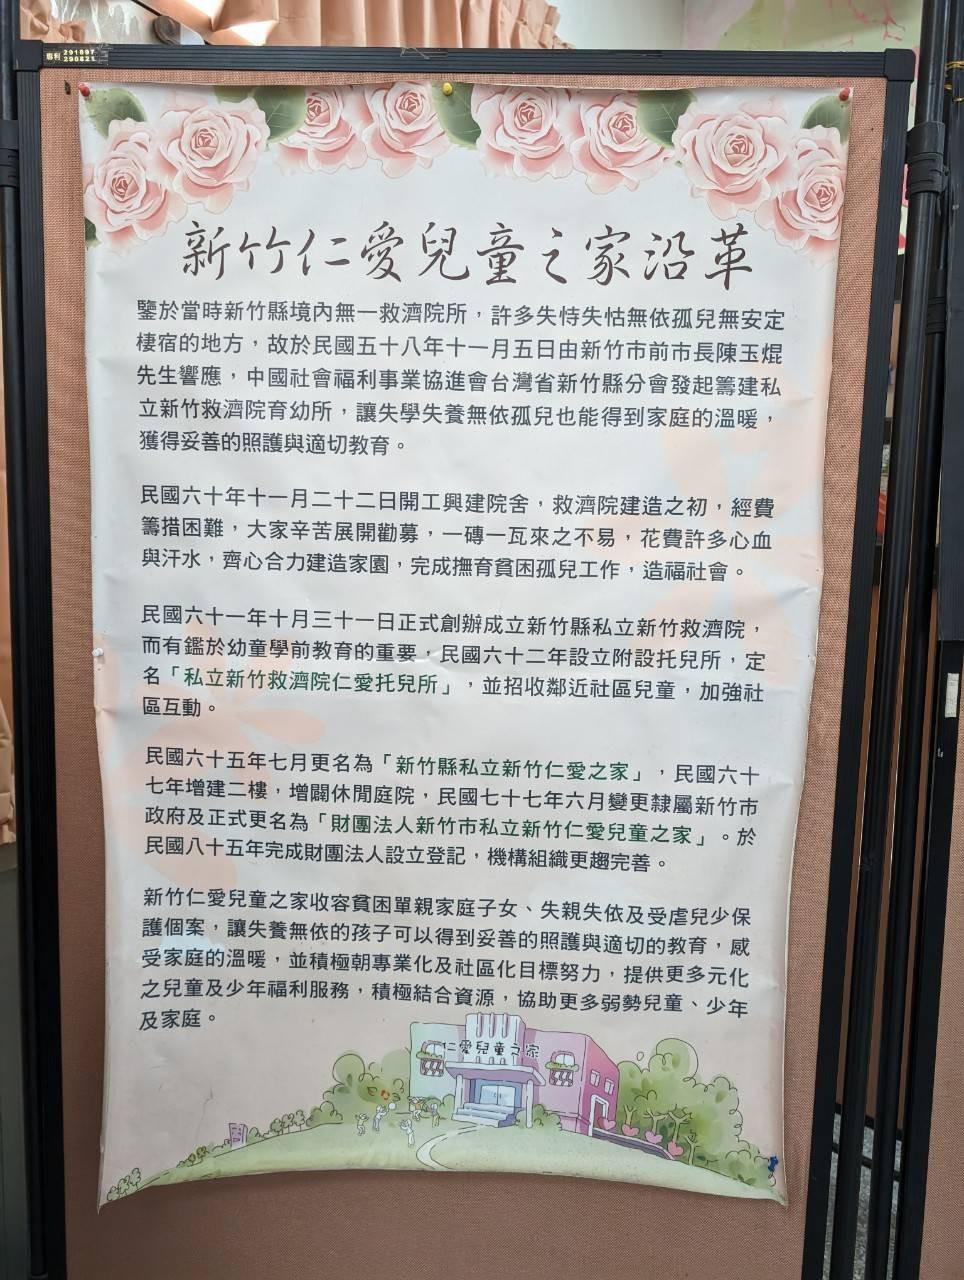 專利 291897
290821
新竹仁愛兒童之家沿革
鑒於當時新竹縣境內無一救濟院所，許多失恃失怙無依孤兒無安定
棲宿的地方，故於民國五十八年十一月五日由新竹市前市長陳玉焜
先生響應，中國社會福利事業協進會台灣省新竹縣分會發起籌建私
立新竹救濟院育幼所，讓失學失養無依孤兒也能得到家庭的溫暖，
獲得妥善的照護與適切教育。
民國六十年十一月二十二日開工興建院舍，救濟院建造之初，經費
籌措困難，大家辛苦展開勸募，一磚一瓦來之不易，花費許多心血
與汗水，齊心合力建造家園，完成撫育貧困孤兒工作，造福社會。
民國六十一年十月三十一日正式創辦成立新竹縣私立新竹救濟院，
而有鑑於幼童學前教育的重要，民國六十二年設立附設托兒所，定
名「私立新竹救濟院仁愛托兒所」，並招收鄰近社區兒童，加強社
區互動。
民國六十五年七月更名為「新竹縣私立新竹仁愛之家」，民國六十
七年增建二樓，增闢休閒庭院，民國七十七年六月變更隸屬新竹市
政府及正式更名為「財團法人新竹市私立新竹仁愛兒童之家」。於
民國八十五年完成財團法人設立登記，機構組織更趨完善。
新竹仁愛兒童之家收容貧困單親家庭子女、失親失依及受虐兒少保
護個案，讓失養無依的孩子可以得到妥善的照護與適切的教育，感
受家庭的溫暖，並積極朝專業化及社區化目標努力，提供更多元化
之兒童及少年福利服務，積極結合資源，協助更多弱勢兒童、少年
及家庭。
仁愛兒童之家